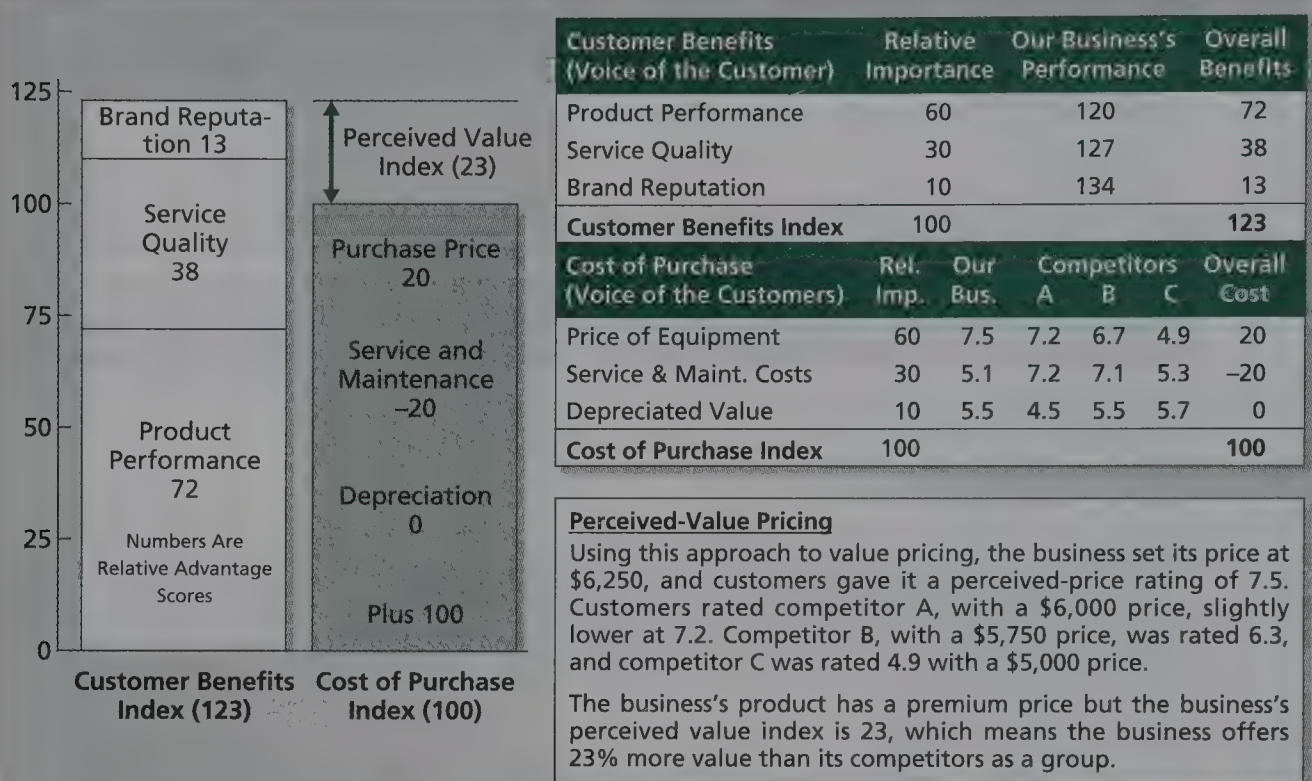 125
100
75
50
25
0
Brand Reputa-
tion 13
Service
Quality
38
Product
Performance
72
Numbers Are
Relative Advantage
Scores
Customer Benefits
Index (123)
Perceived Value
Index (23)
Purchase Price
20
Service and
Maintenance
–20
Depreciation
0
Plus 100
Cost of Purchase
Index (100)
Customer Benefits Relative Our Business's Overall
(Voice of the Customer) Importance Performance Benefits
Product Performance 60 120 72
Service Quality 30 127 38
Brand Reputation 10 134 13
Customer Benefits Index 100 123
Cost of Purchase Rel. Our Competitors Overall
(Voice of the Customers) Imp. Bus. A B C Cost
Price of Equipment 60 7.5 7.2 6.7 4.9 20
Service & Maint. Costs 30 5.1 7.2 7.1 5.3 –20
Depreciated Value 10 5.5 4.5 5.5 5.7 0
Cost of Purchase Index 100 100
Perceived-Value Pricing
Using this approach to value pricing, the business set its price at
$6,250, and customers gave it a perceived-price rating of 7.5.
Customers rated competitor A, with a $6,000 price, slightly
lower at 7.2. Competitor B, with a $5,750 price, was rated 6.3,
and competitor C was rated 4.9 with a $5,000 price.
The business's product has a premium price but the business's
perceived value index is 23, which means the business offers
23% more value than its competitors as a group.